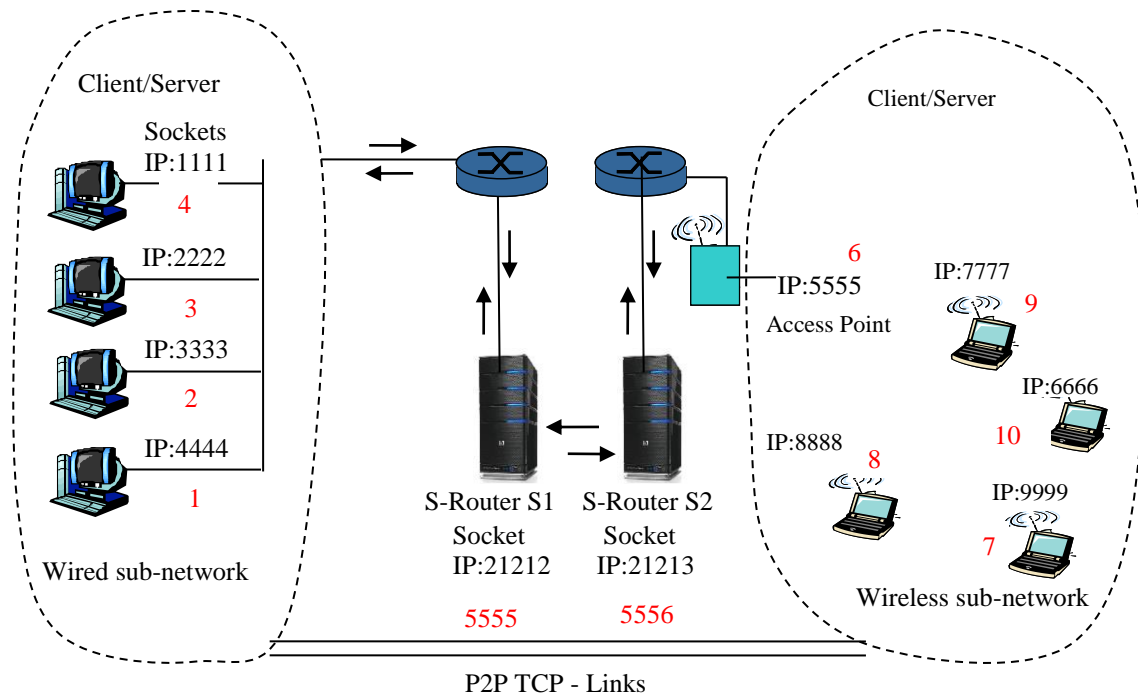 Client/Server
Sockets
IP:1111
4
IP:2222
3
IP:3333
2
IP:4444
1
Wired sub-network
S-Router S1
Socket
IP:21212
5555
S-Router S2
Socket
IP:21213
5556
Client/Server
6
IP:5555
Access Point
IP:7777
9
IP:6666
10
IP:8888
8
IP:9999
7
Wireless sub-network
P2P TCP - Links